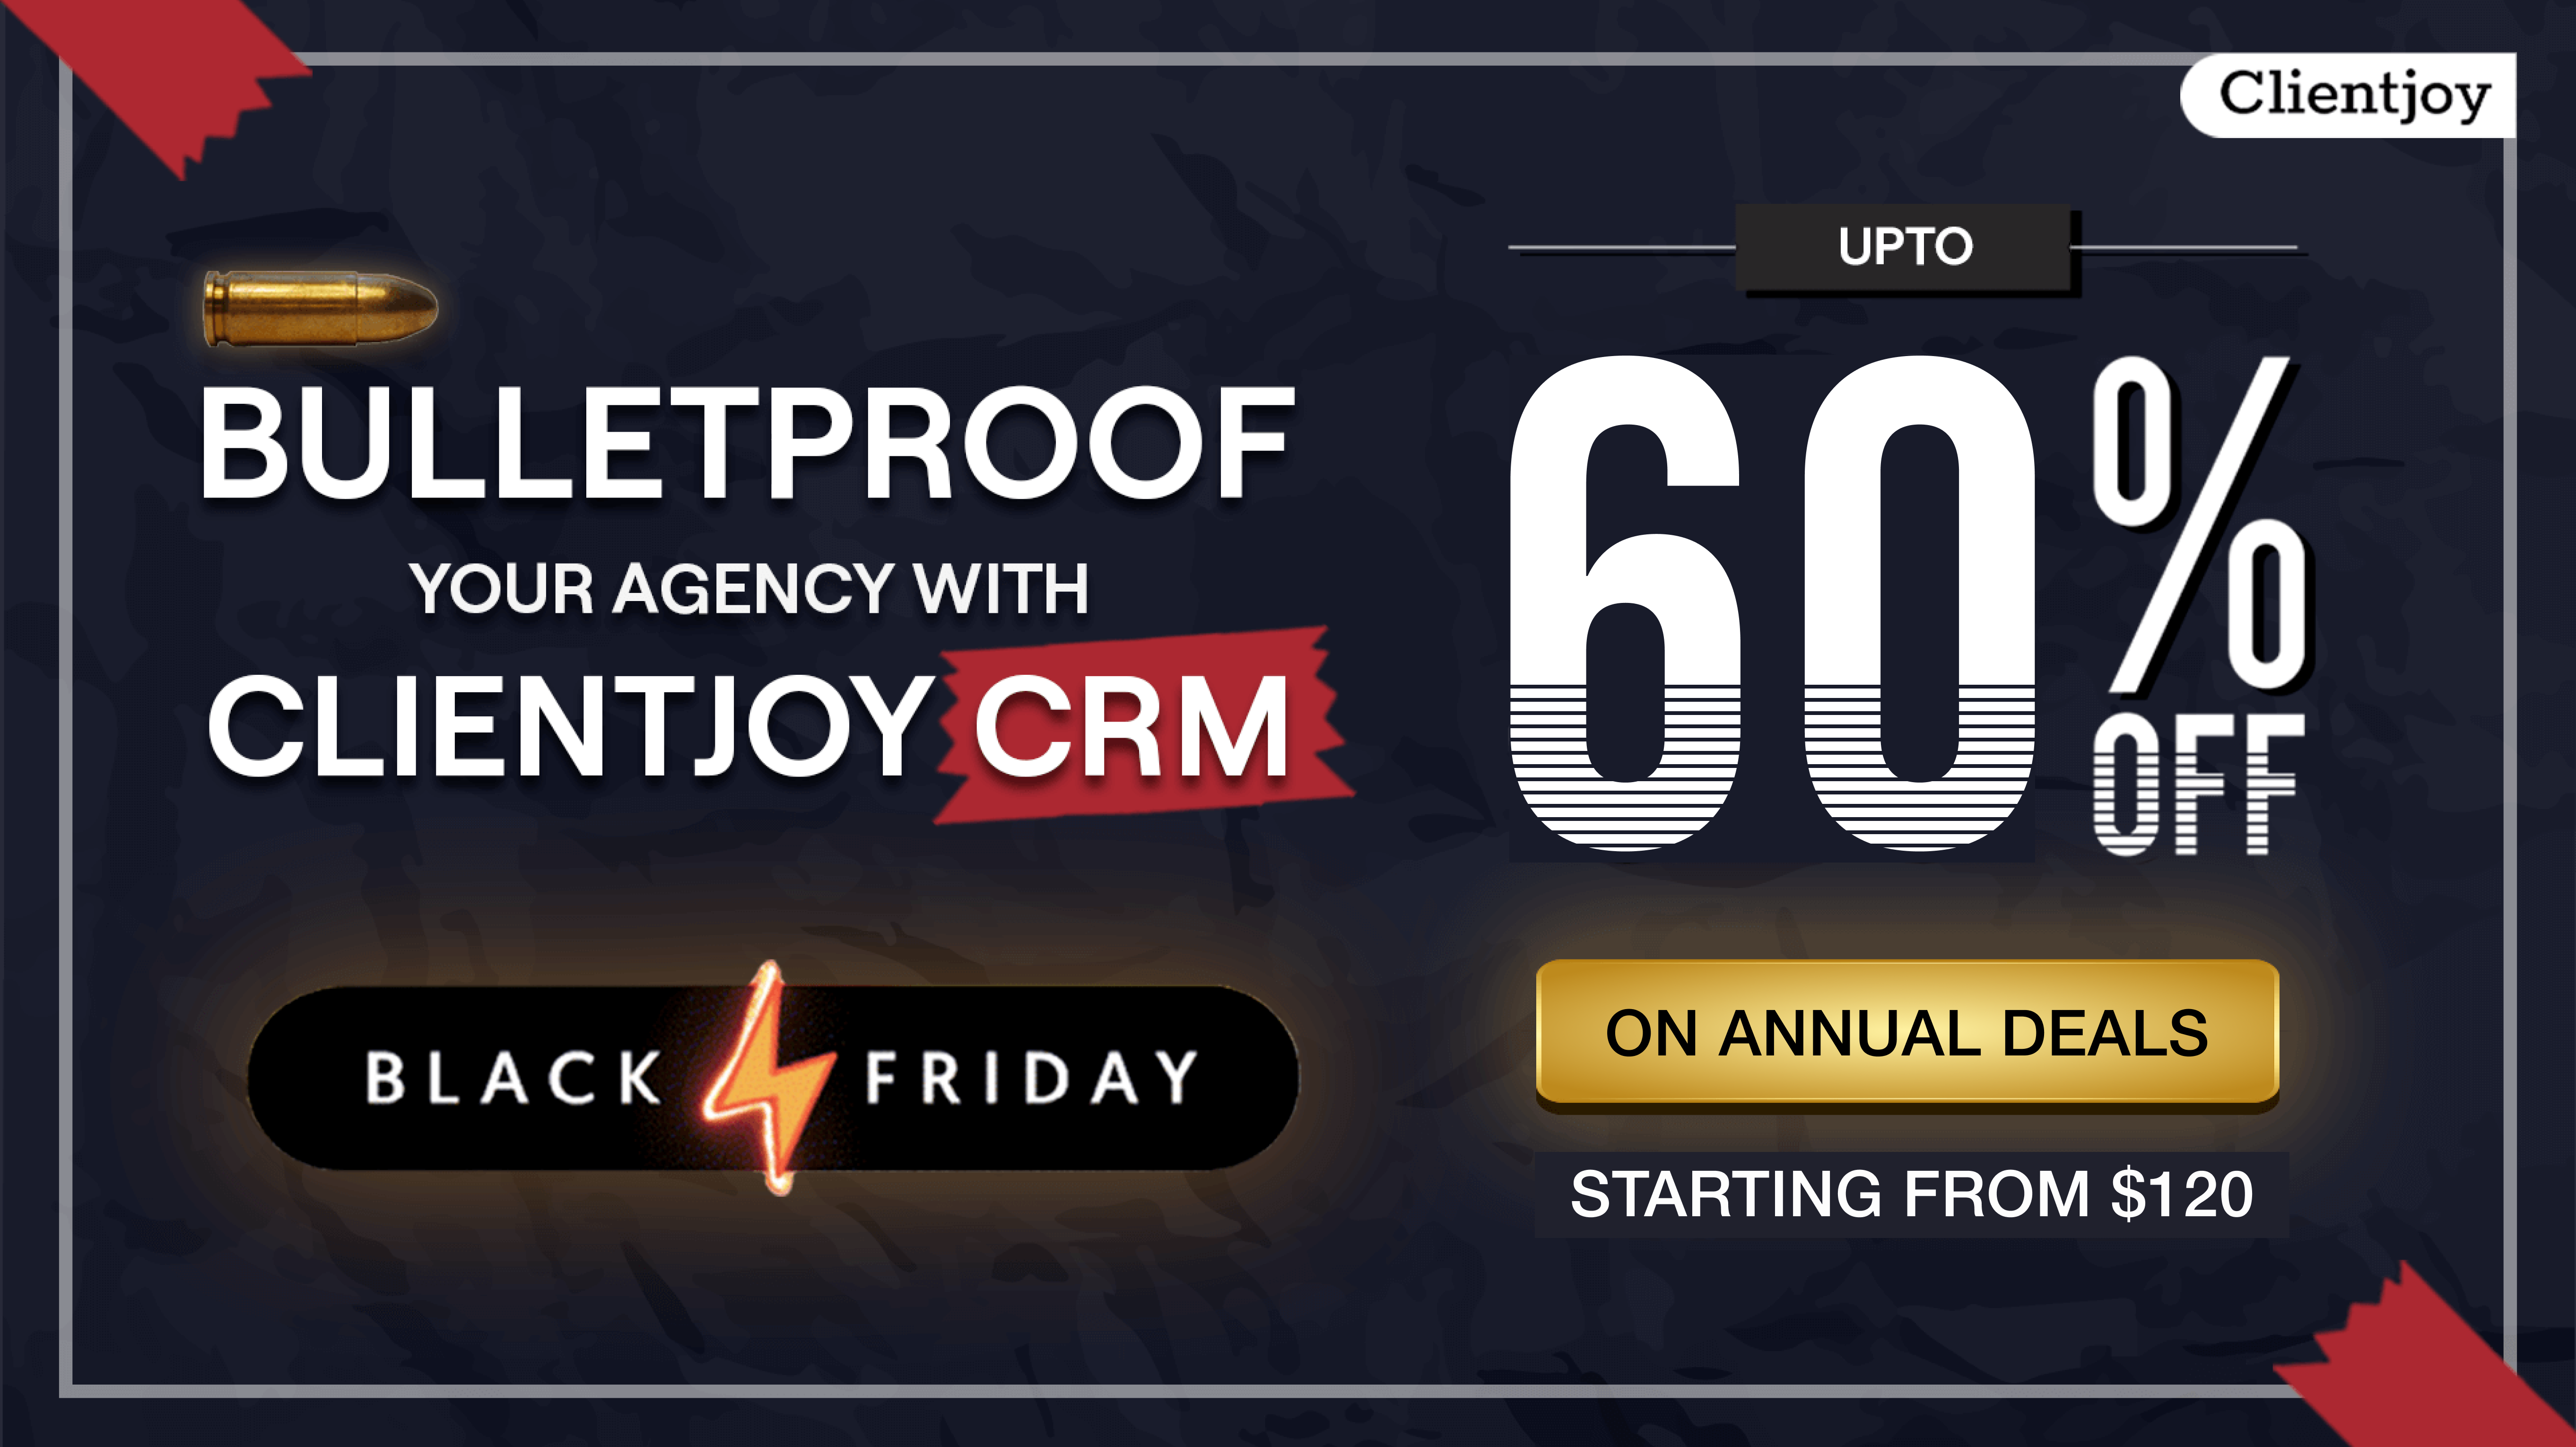 Clientjoy
BULLETPROOF
YOUR AGENCY WITH
CLIENTJOY CRM
BLACK FRIDAY
UPTO
60%
OFF
ON ANNUAL DEALS
STARTING FROM $120